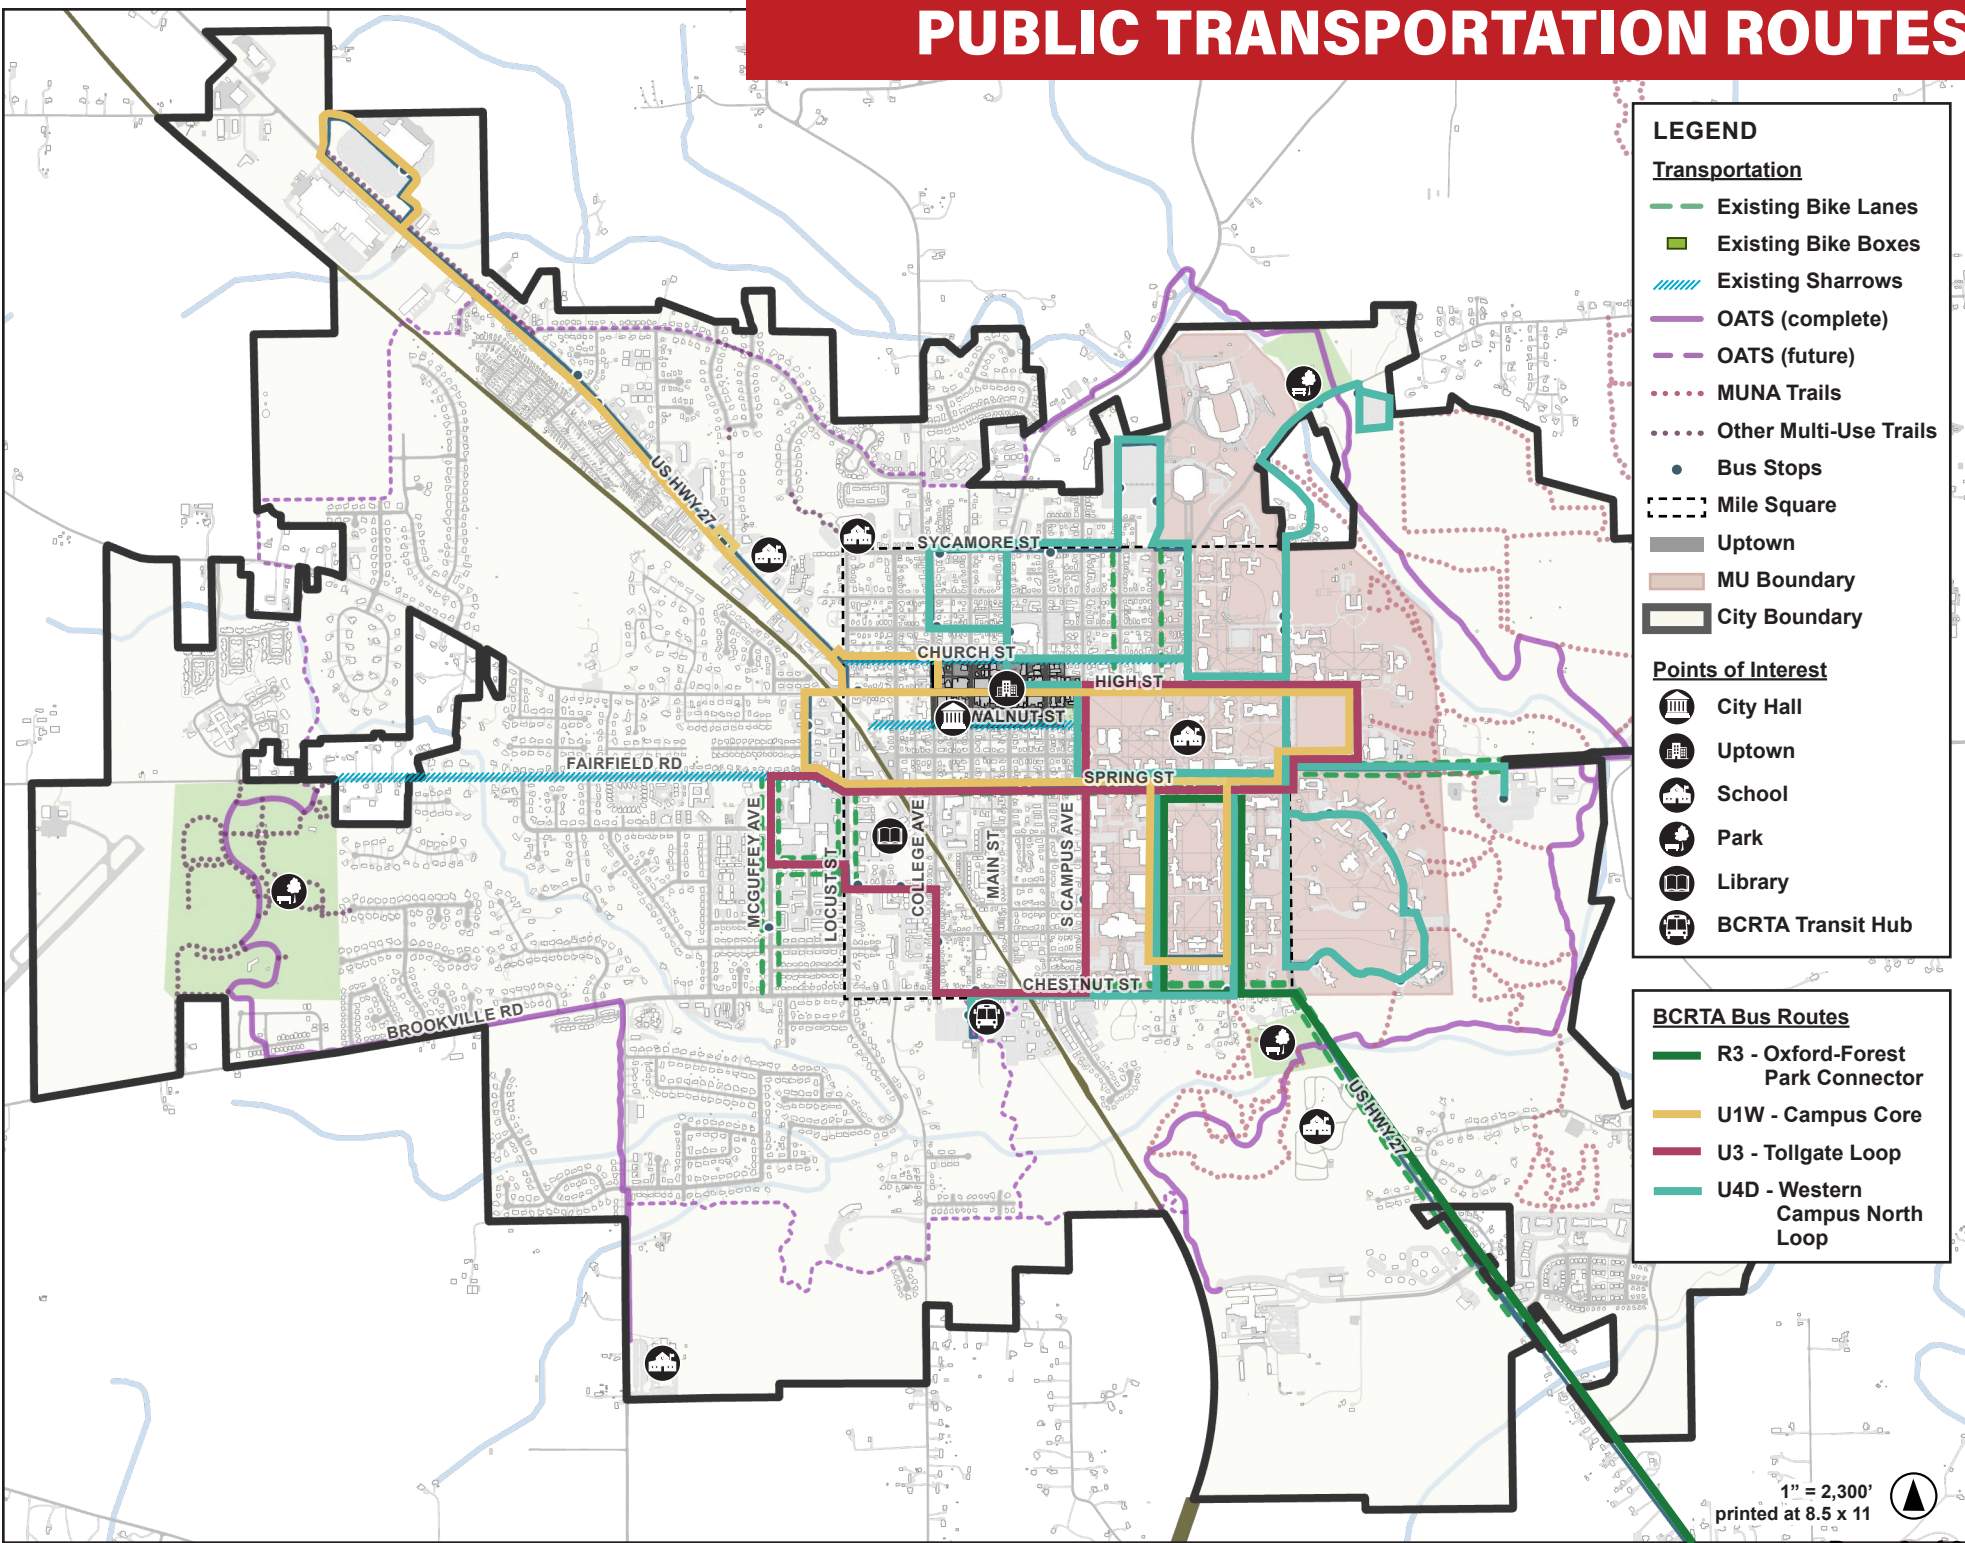 PUBLIC TRANSPORTATION ROUTES
LEGEND
Transportation
Existing Bike Lanes
Existing Bike Boxes
Existing Sharrows
OATS (complete)
OATS (future)
MUNA Trails
Other Multi-Use Trails
Bus Stops
Mile Square
Uptown
MU Boundary
City Boundary
Points of Interest
City Hall
Uptown
School
Park
Library
BCRTA Transit Hub
BCRTA Bus Routes
R3 - Oxford-Forest
Park Connector
U1W - Campus Core
U3 - Tollgate Loop
U4D - Western
Campus North
Loop
US HWY 27
SYCAMORE ST
CHURCH ST
HIGH ST
WALNUT ST
FAIRFIELD RD
SPRING ST
MCGUFFEY AVE
LOCUST ST
COLLEGE AVE
MAIN ST
S CAMPUS AVE
CHESTNUT ST
BROOKVILLE RD
US HWY 27
1" = 2,300'
printed at 8.5 x 11